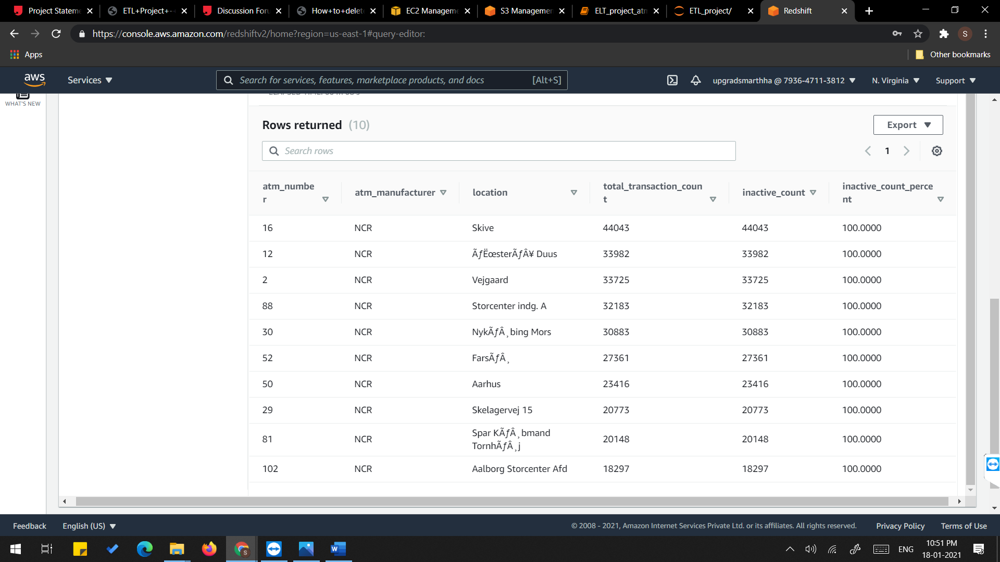 Project Stateme
ETL+Project+-+
Discussion Foru
How+to+delet
EC2 Manageme
S3 Managemen
ELT_project_atm
ETL_project/
Redshift
https://console.aws.amazon.com/redshiftv2/home?region=us-east-1#query-editor:
S
Apps
Other bookmarks
aws
Services
Search for services, features, marketplace products, and docs [Alt+S]
upgradsmarthha @ 7936-4711-3812
N. Virginia
Support
WHAT'S NEW
Rows returned (10)
Export
Search rows
1
atm_numbe
r
atm_manufacturer
location
total_transaction_coun
t
inactive_count
inactive_count_perce
nt
16 NCR Skive 44043 44043 100.0000
12 NCR ÃƒËœsterÃƒÂ¥ Duus 33982 33982 100.0000
2 NCR Vejgaard 33725 33725 100.0000
88 NCR Storcenter indg. A 32183 32183 100.0000
30 NCR NykÃƒÂ¸bing Mors 30883 30883 100.0000
52 NCR FarsÃƒÂ¸ 27361 27361 100.0000
50 NCR Aarhus 23416 23416 100.0000
29 NCR Skelagervej 15 20773 20773 100.0000
81 NCR Spar KÃƒÂ¸bmand
TornhÃƒÂ¸j 20148 20148 100.0000
102 NCR Aalborg Storcenter Afd 18297 18297 100.0000
Feedback
English (US)
© 2008 - 2021, Amazon Internet Services Private Ltd. or its affiliates. All rights reserved.
Privacy Policy
Terms of Use
ENG
10:51 PM
18-01-2021